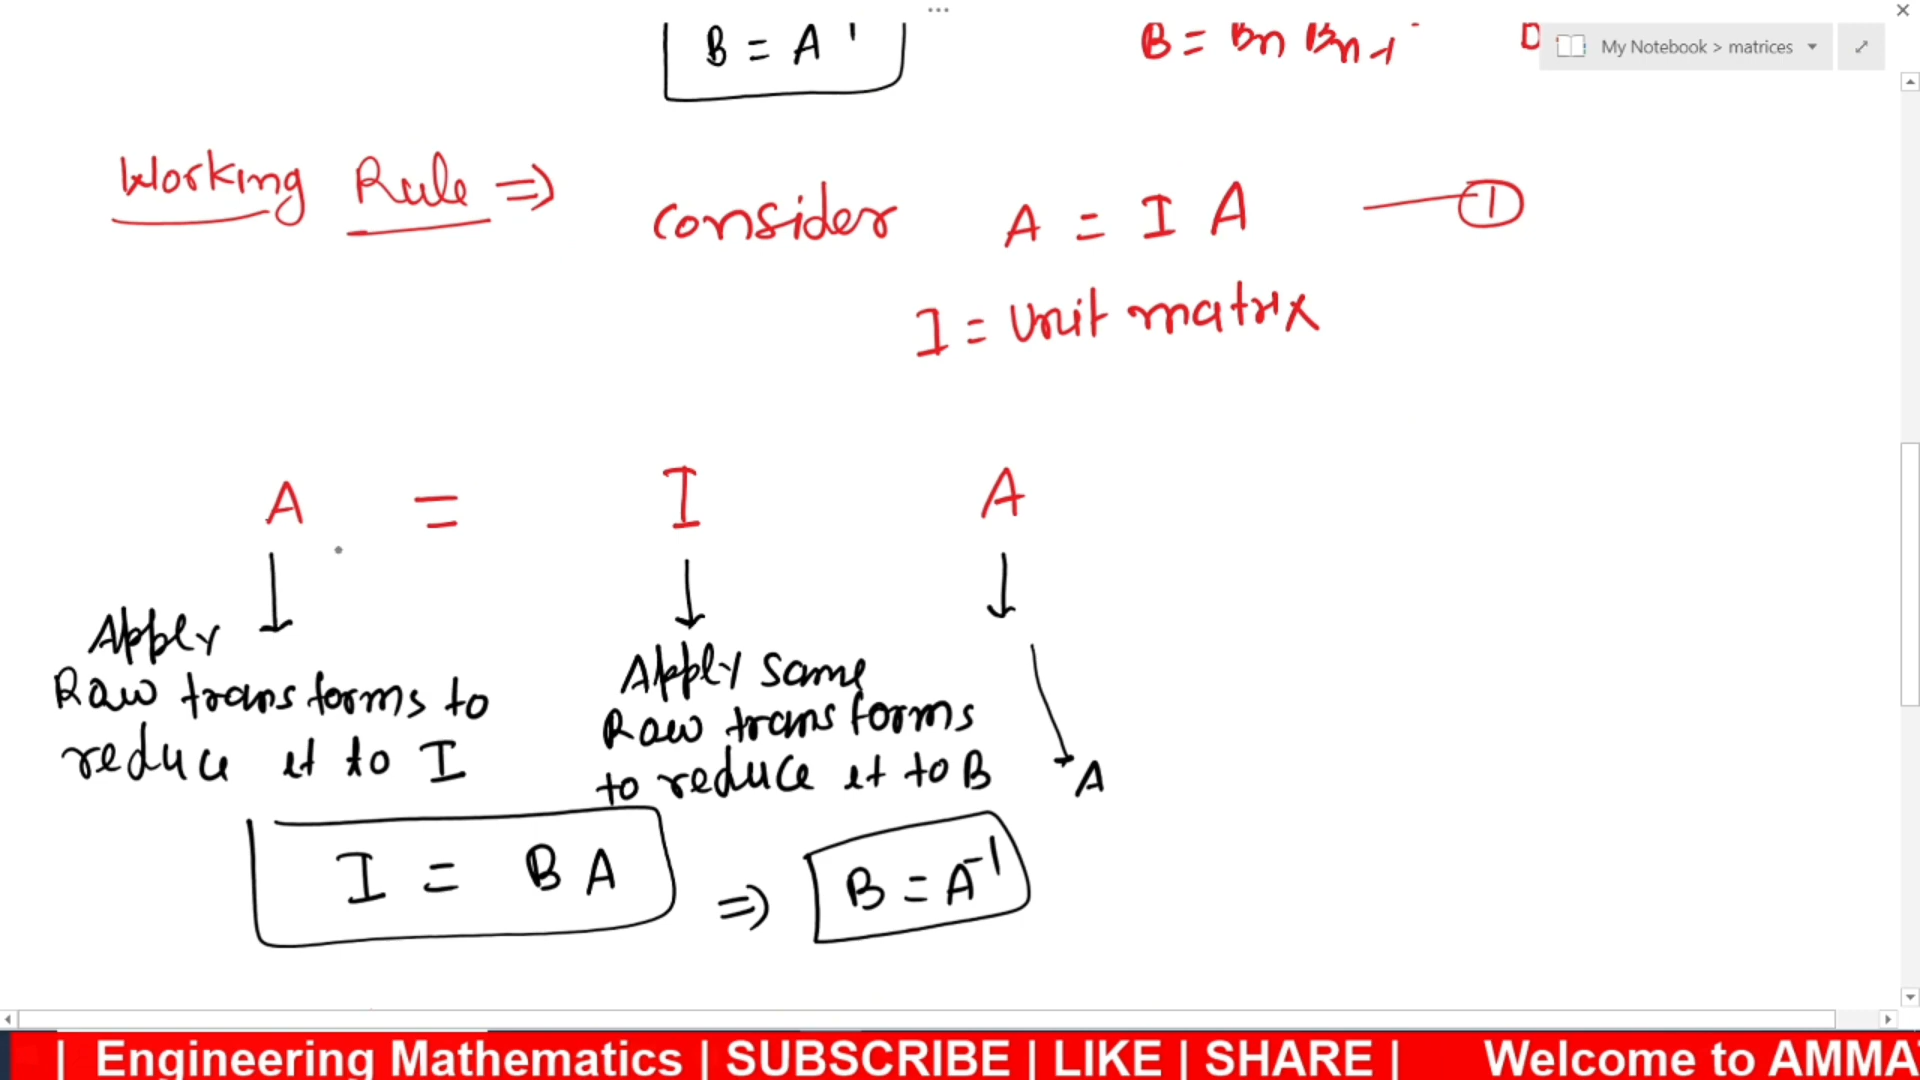 B = A⁻¹
B = Bn Bn-1
My Notebook > matrices
Working Rule ⇒ consider A = I A — ①
I = Unit matrix
A = I A
Apply
Raw transforms to
reduce it to I
Apply same
Raw transforms
to reduce it to B
A
I = B A ⇒ B = A⁻¹
| Engineering Mathematics | SUBSCRIBE | LIKE | SHARE | Welcome to AMMA